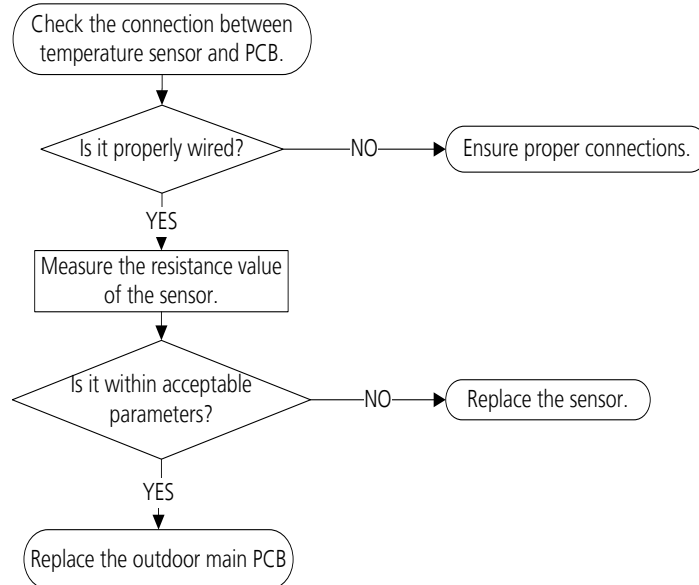 Check the connection between
temperature sensor and PCB.
Is it properly wired?
NO
Ensure proper connections.
YES
Measure the resistance value
of the sensor.
Is it within acceptable
parameters?
NO
Replace the sensor.
YES
Replace the outdoor main PCB